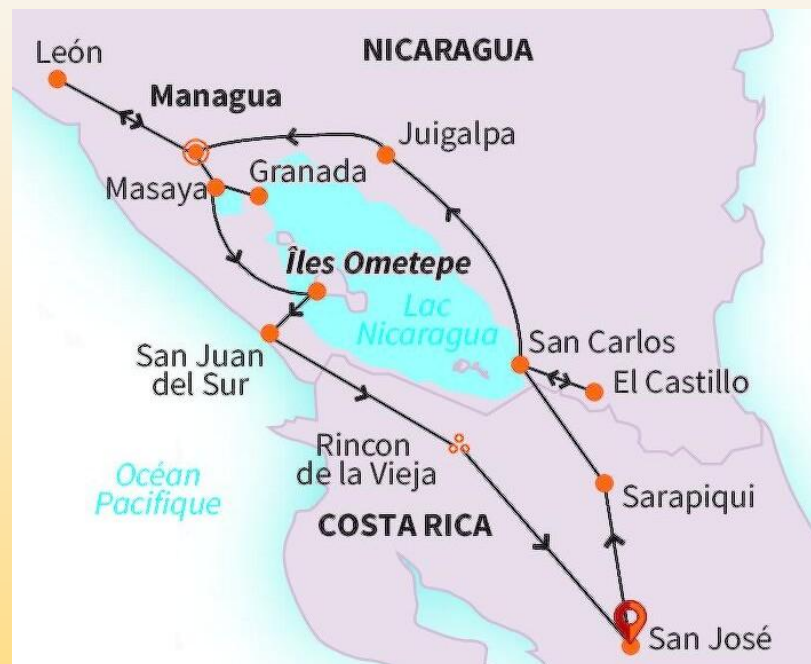 León
NICARAGUA
Managua
Juigalpa
Masaya
Granada
Îles Ometepe
Lac
Nicaragua
San Juan
del Sur
San Carlos
El Castillo
Rincon
de la Vieja
Océan
Pacifique
Sarapiqui
COSTA RICA
San José